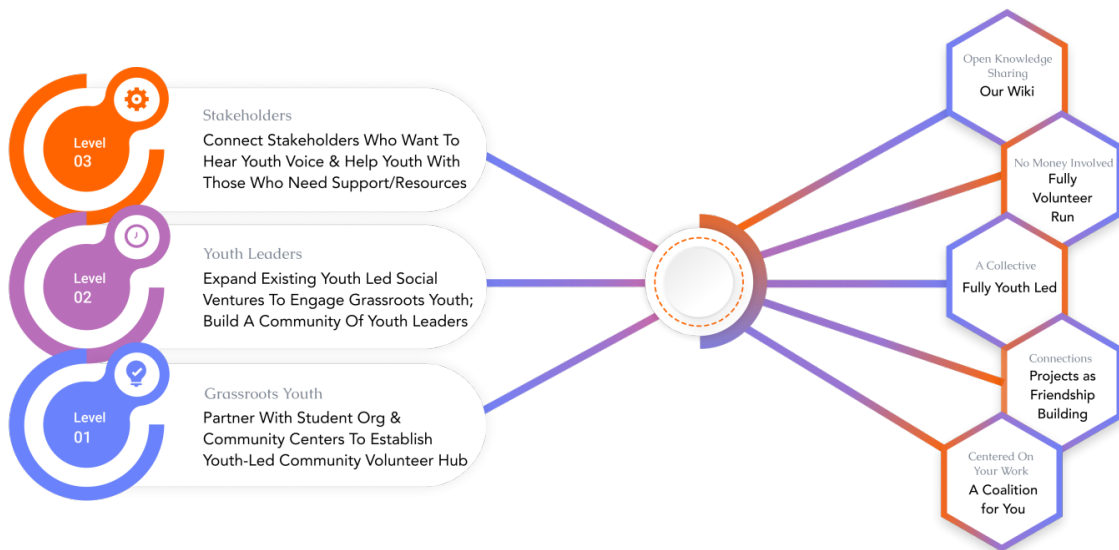 Level
03
Stakeholders
Connect Stakeholders Who Want To
Hear Youth Voice & Help Youth With
Those Who Need Support/Resources
Level
02
Youth Leaders
Expand Existing Youth Led Social
Ventures To Engage Grassroots Youth;
Build A Community Of Youth Leaders
Level
01
Grassroots Youth
Partner With Student Org &
Community Centers To Establish
Youth-Led Community Volunteer Hub
Open Knowledge
Sharing
Our Wiki
No Money Involved
Fully
Volunteer
Run
A Collective
Fully Youth Led
Connections
Projects as
Friendship
Building
Centered On
Your Work
A Coalition
for You